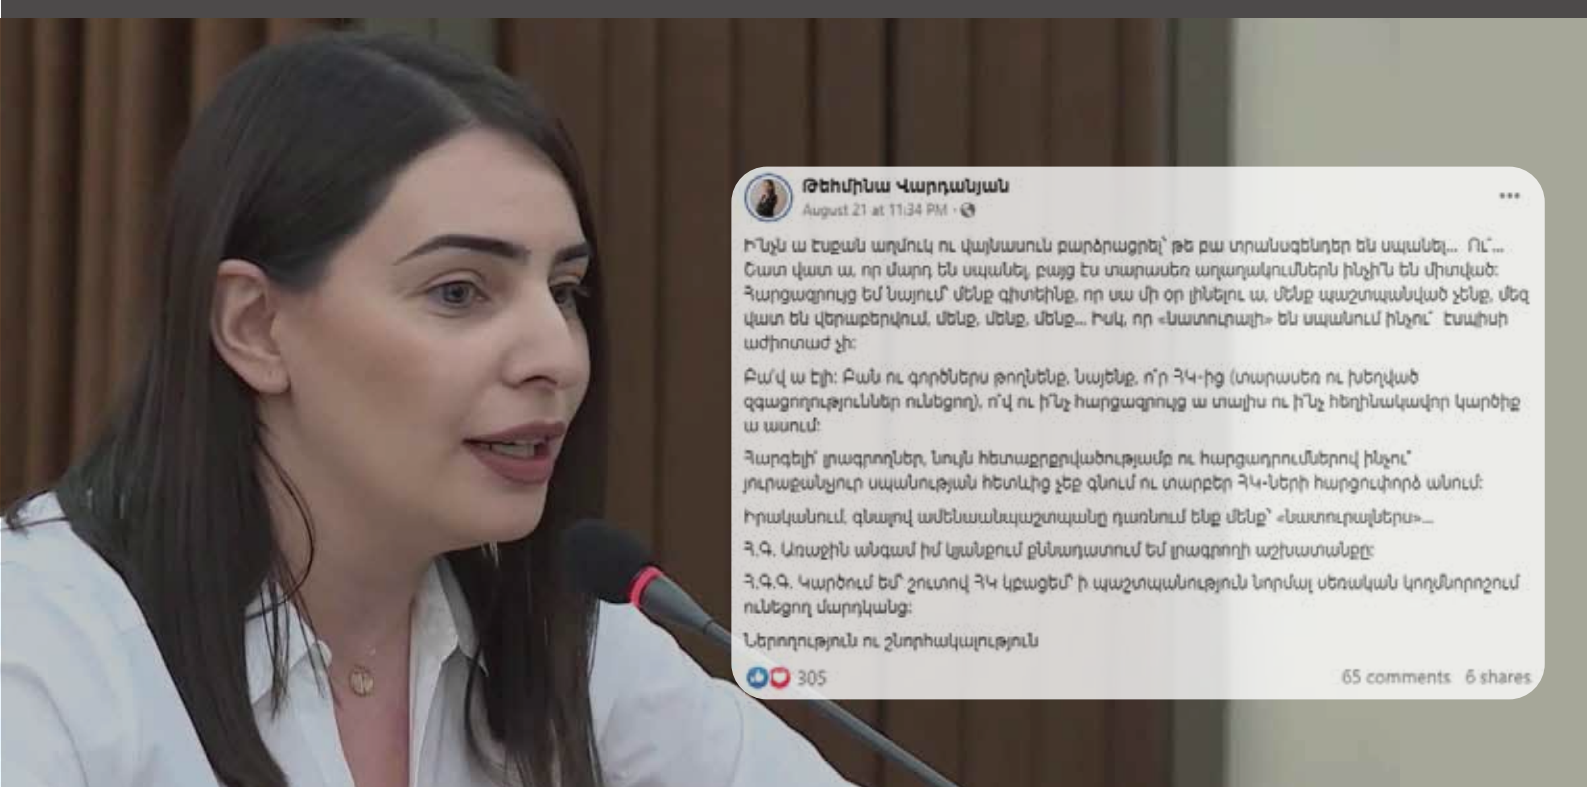 Թեհմինա Վարդանյան
August 21 at 11:34 PM ·
Ի՞նչն ա էսքան աղմուկ ու վայնասուն բարձրացրել՝ թե բա տրանսգենդեր են սպանել... Ու՞...
Շատ վատ ա, որ մարդ են սպանել, բայց էս տարասեռ աղաղակումներն ինչի՞ն են միտված:
Հարցազրույց եմ նայում՝ մենք գիտեինք, որ սա մի օր լինելու ա, մենք պաշտպանված չենք, մեզ
վատ են վերաբերվում, մենք, մենք, մենք... Իսկ, որ «նատուրալի» են սպանում ինչու՞ էսպիսի
աժիոտաժ չի:
Բա՛վ ա էլի: Բան ու գործներս թողնենք, նայենք, ո՞ր ՀԿ-ից (տարասեռ ու խեղված
զգացողություններ ունեցող), ո՞վ ու ի՞նչ հարցազրույց ա տալիս ու ի՞նչ հեղինակավոր կարծիք
ա ասում:
Հարգելի՛ լրագրողներ, նույն հետաքրքրվածությամբ ու հարցադրումներով ինչու՞
յուրաքանչյուր սպանության հետևից չեք գնում ու տարբեր ՀԿ-ների հարցուփորձ անում:
Իրականում, գնալով ամենաանպաշտպանը դառնում ենք մենք՝ «նատուրալներս»...
Հ.Գ. Առաջին անգամ իմ կյանքում քննադատում եմ լրագրողի աշխատանքը:
Հ.Գ.Գ. Կարծում եմ՝ շուտով ՀԿ կբացեմ՝ ի պաշտպանություն նորմալ սեռական կողմնորոշում
ունեցող մարդկանց:
Ներողություն ու շնորհակալություն
305
65 comments 6 shares